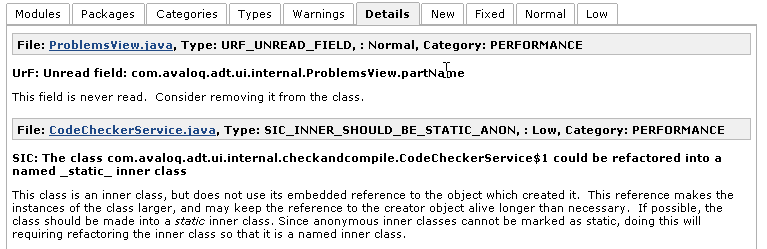 Modules Packages Categories Types Warnings Details New Fixed Normal Low
File: ProblemsView.java, Type: URF_UNREAD_FIELD, : Normal, Category: PERFORMANCE
UrF: Unread field: com.avaloq.adt.ui.internal.ProblemsView.partName
This field is never read.  Consider removing it from the class.
File: CodeCheckerService.java, Type: SIC_INNER_SHOULD_BE_STATIC_ANON, : Low, Category: PERFORMANCE
SIC: The class com.avaloq.adt.ui.internal.checkandcompile.CodeCheckerService$1 could be refactored into a
named _static_ inner class
This class is an inner class, but does not use its embedded reference to the object which created it.  This reference makes the
instances of the class larger, and may keep the reference to the creator object alive longer than necessary.  If possible, the
class should be made into a static inner class. Since anonymous inner classes cannot be marked as static, doing this will
requiring refactoring the inner class so that it is a named inner class.